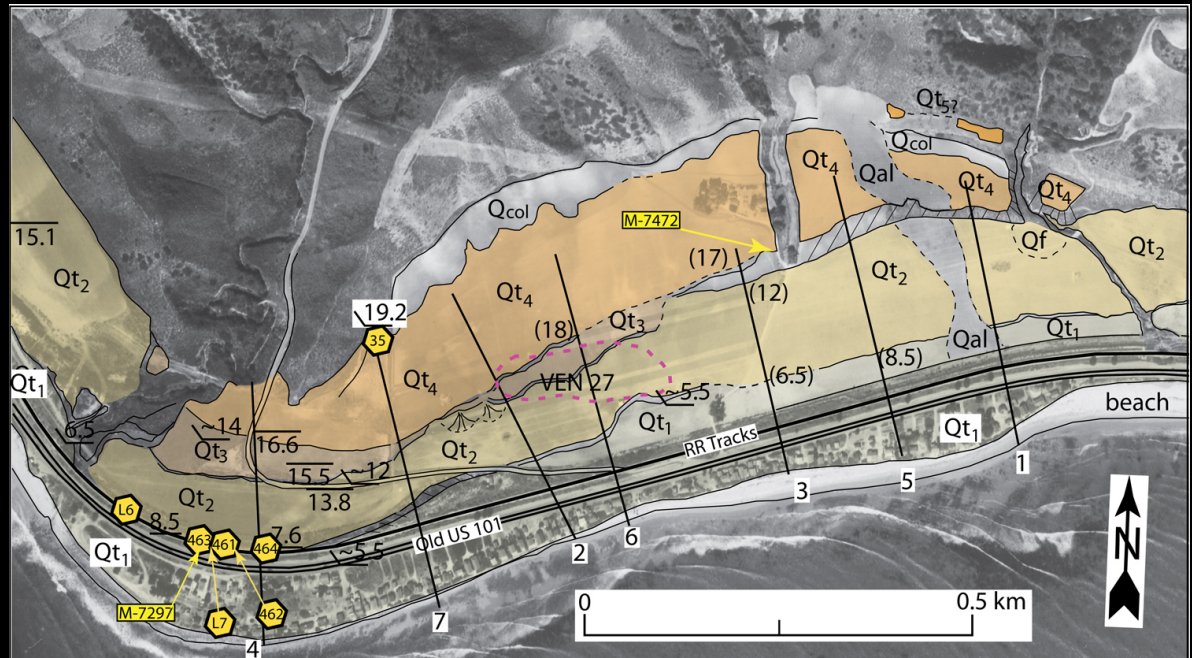 Qt5?
Qcol
Qt4
Qal
Qt4
Qt4
M-7472
Qcol
15.1
Qt2
(17)
Qf
Qt2
Qt2
Qt4
(12)
19.2
35
(18)
Qt3
Qt1
Qal
(8.5)
Qt4
VEN 27
(6.5)
~5.5
Qt1
Qt1
beach
6.5
~14
Qt3
16.6
Qt2
Qt1
Qt1
RR Tracks
15.5
~12
13.8
Qt2
L6
8.5
463
461
464
7.6
~5.5
Old US 101
Qt1
M-7297
L7
462
1
5
3
6
2
7
4
0
0.5 km
N